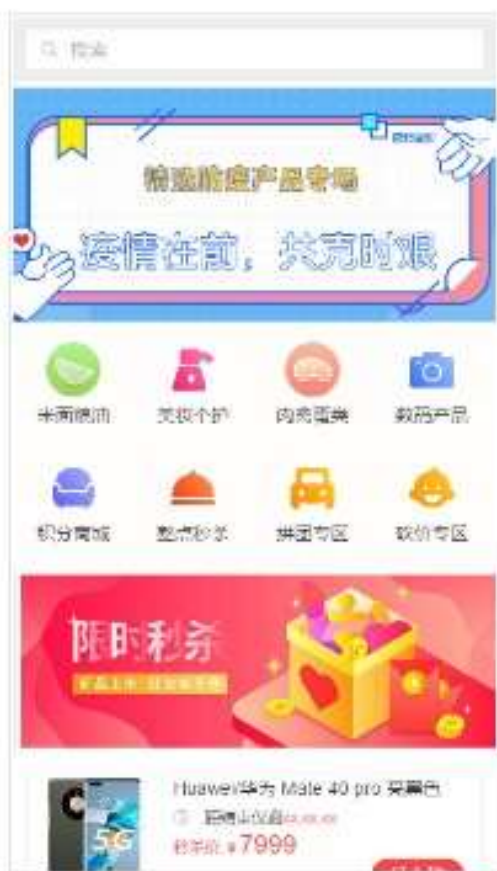 搜索
精选防疫产品专场
疫情在前，共克时艰
米面粮油
美妆个护
肉禽蛋类
数码产品
积分商城
整点秒杀
拼团专区
砍价专区
限时秒杀
Huawei/华为 Mate 40 pro 亮黑色
秒杀价 ¥7999
5G